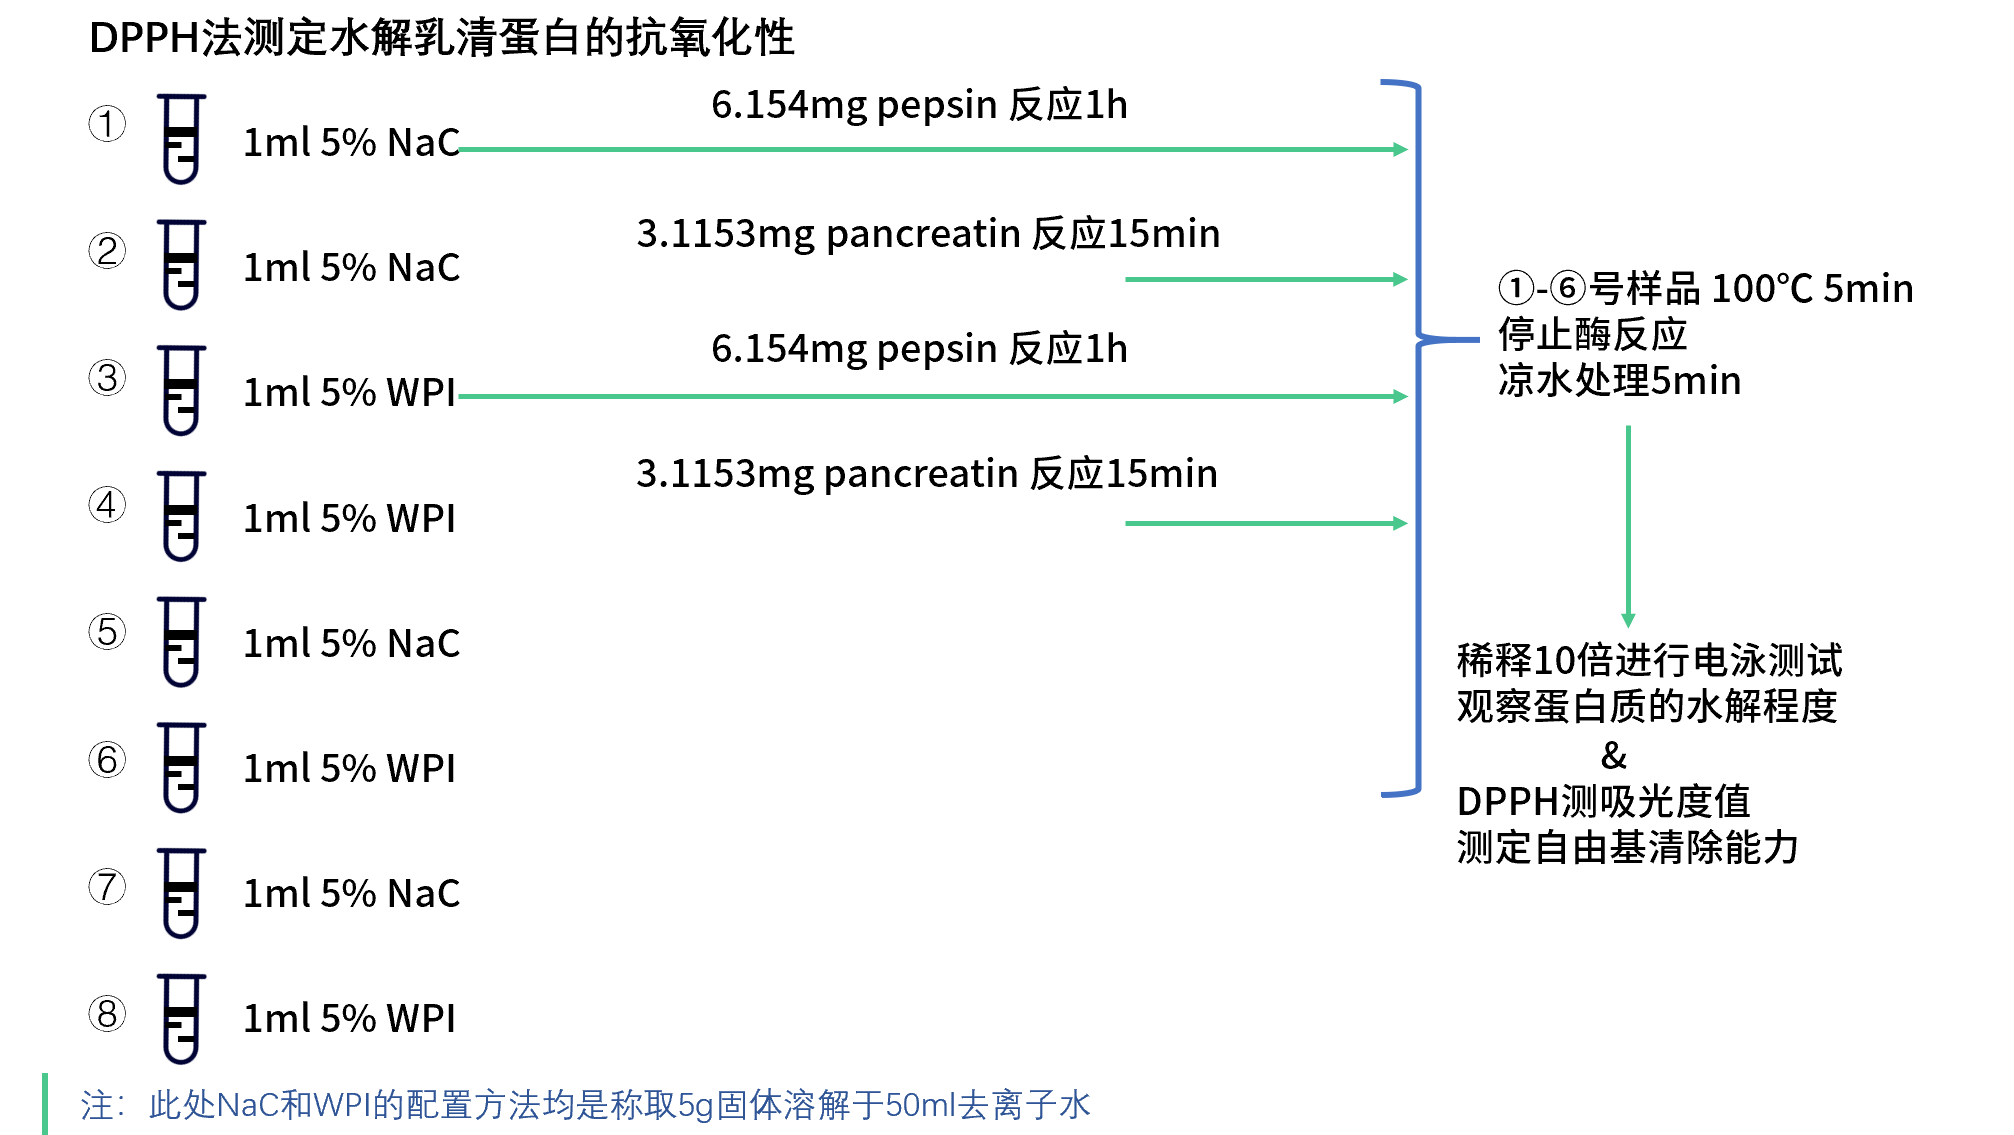 DPPH法测定水解乳清蛋白的抗氧化性
① 1ml 5% NaC
6.154mg pepsin 反应1h
② 1ml 5% NaC
3.1153mg pancreatin 反应15min
③ 1ml 5% WPI
6.154mg pepsin 反应1h
④ 1ml 5% WPI
3.1153mg pancreatin 反应15min
⑤ 1ml 5% NaC
⑥ 1ml 5% WPI
⑦ 1ml 5% NaC
⑧ 1ml 5% WPI
①-⑥号样品 100℃ 5min
停止酶反应
凉水处理5min
稀释10倍进行电泳测试
观察蛋白质的水解程度
&
DPPH测吸光度值
测定自由基清除能力
注：此处NaC和WPI的配置方法均是称取5g固体溶解于50ml去离子水